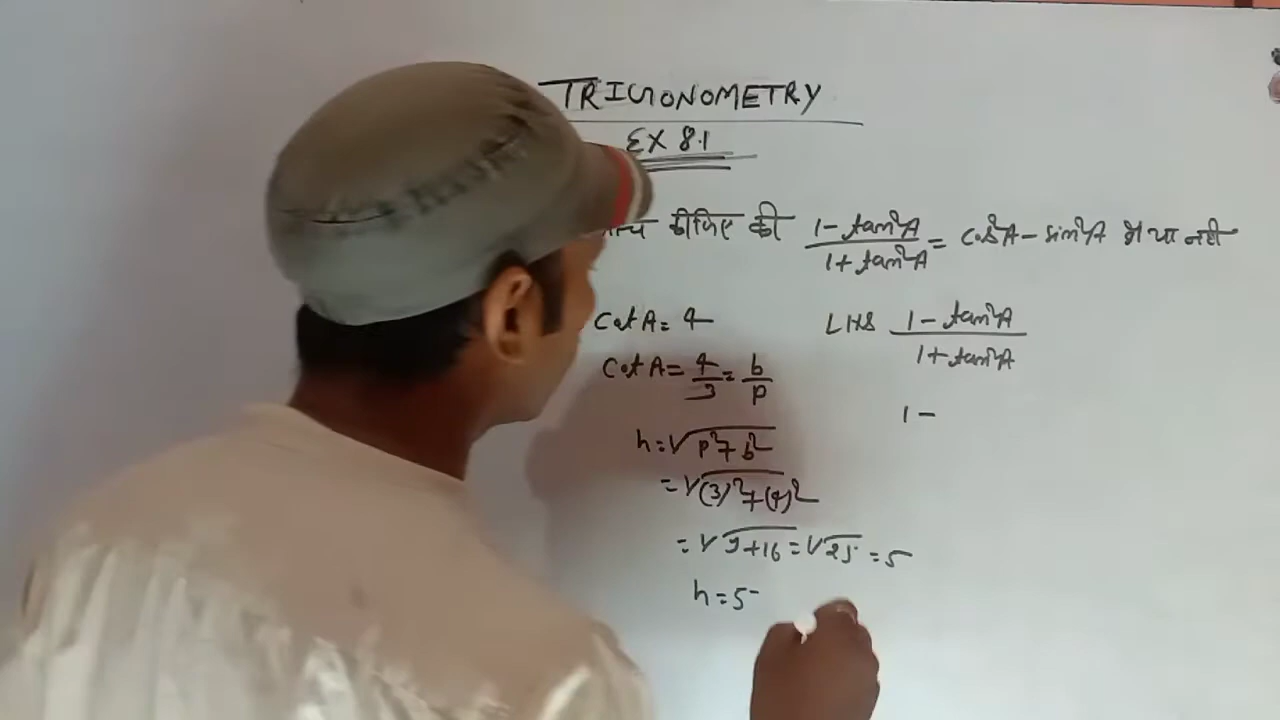 TRIGONOMETRY
EX 8.1
कीजिए की (1 - tan²A)/(1 + tan²A) = cos²A - sin²A है या नही
Cot A = 4
Cot A = 4/3 = b/p
h = √(p² + b²)
= √((3)² + (4)²)
= √(9 + 16) = √25 = 5
h = 5
LHS (1 - tan²A)/(1 + tan²A)
1 -